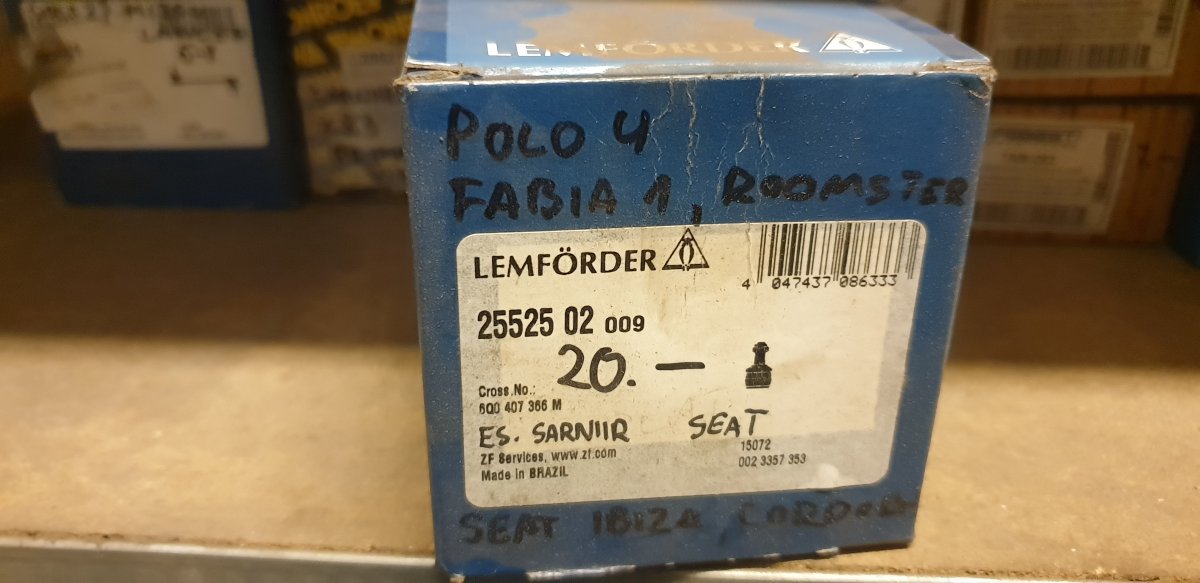 LEMFÖRDER
POLO 4
FABIA 1, ROOMSTER
LEMFÖRDER
4 047437 086333
25525 02 009
20. —
Cross.No.:
6Q0 407 366 M
ES. SARNIIR SEAT
ZF Services, www.zf.com
15072
Made in BRAZIL
002 3357 353
SEAT IBIZA, CORDOBA